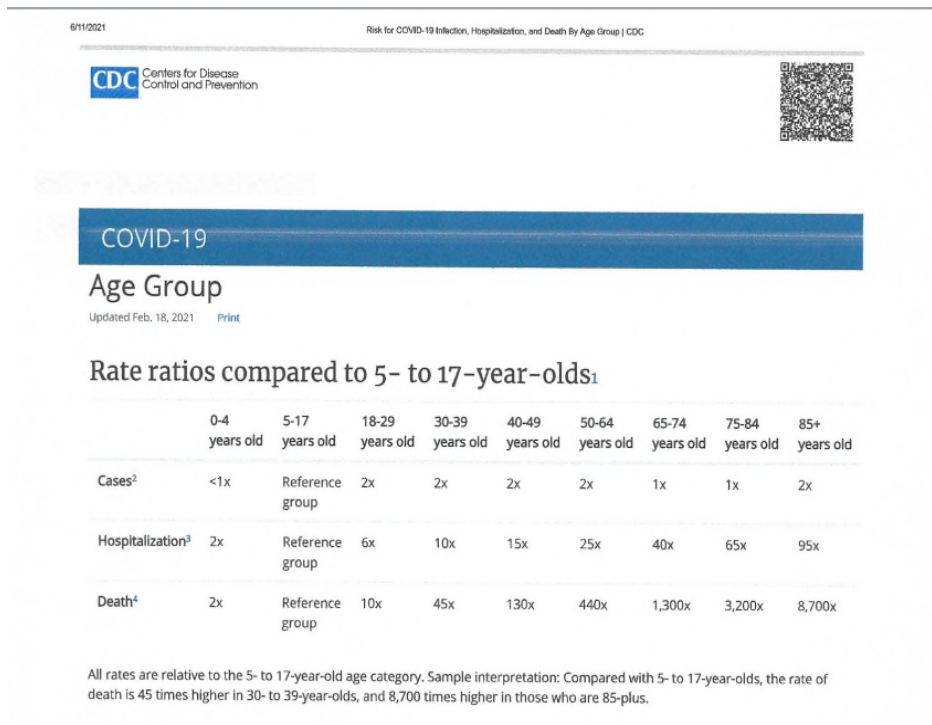 6/11/2021
Risk for COVID-19 Infection, Hospitalization, and Death By Age Group | CDC
CDC Centers for Disease
Control and Prevention
COVID-19
Age Group
Updated Feb. 18, 2021 Print
Rate ratios compared to 5- to 17-year-olds1
0-4 5-17 18-29 30-39 40-49 50-64 65-74 75-84 85+
years old years old years old years old years old years old years old years old years old
Cases2 <1x Reference 2x 2x 2x 2x 1x 1x 2x
group
Hospitalization3 2x Reference 6x 10x 15x 25x 40x 65x 95x
group
Death4 2x Reference 10x 45x 130x 440x 1,300x 3,200x 8,700x
group
All rates are relative to the 5- to 17-year-old age category. Sample interpretation: Compared with 5- to 17-year-olds, the rate of
death is 45 times higher in 30- to 39-year-olds, and 8,700 times higher in those who are 85-plus.